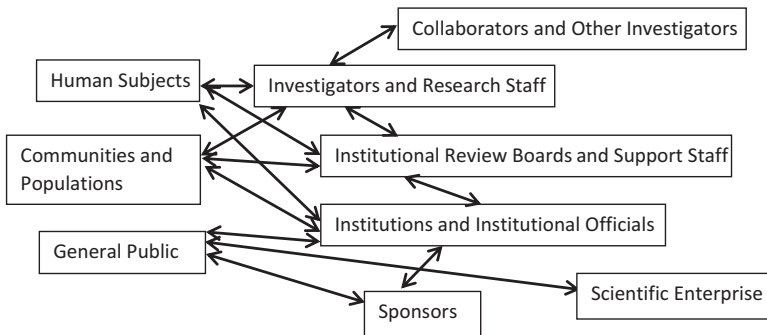 Collaborators and Other Investigators
Human Subjects
Investigators and Research Staff
Communities and
Populations
Institutional Review Boards and Support Staff
Institutions and Institutional Officials
General Public
Scientific Enterprise
Sponsors